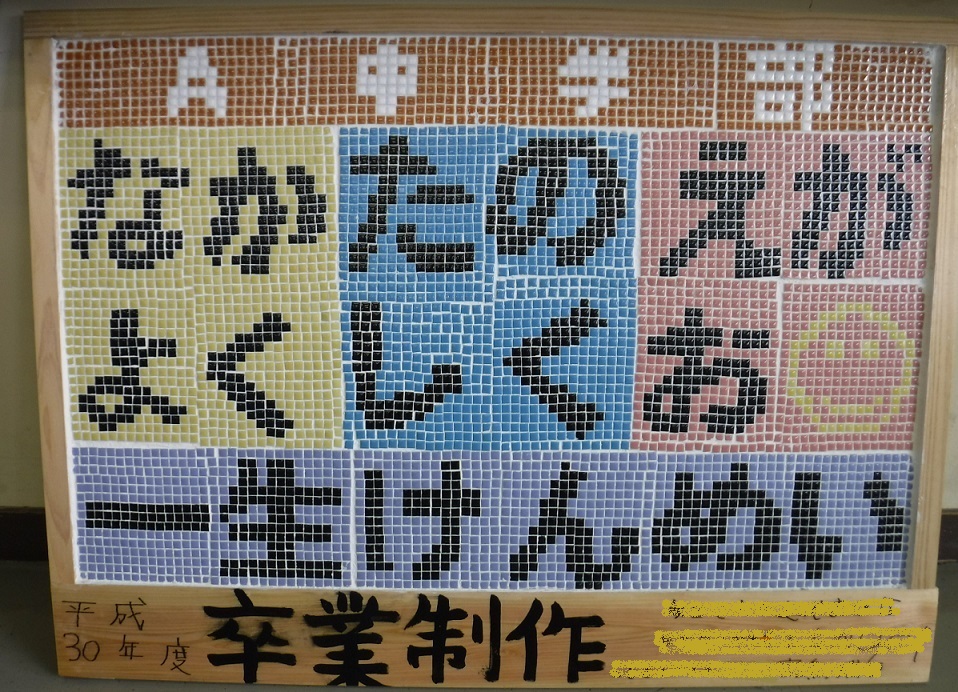 A中学部
なか たの えが
よく しく お
一生けんめい
平成
30年度
卒業制作